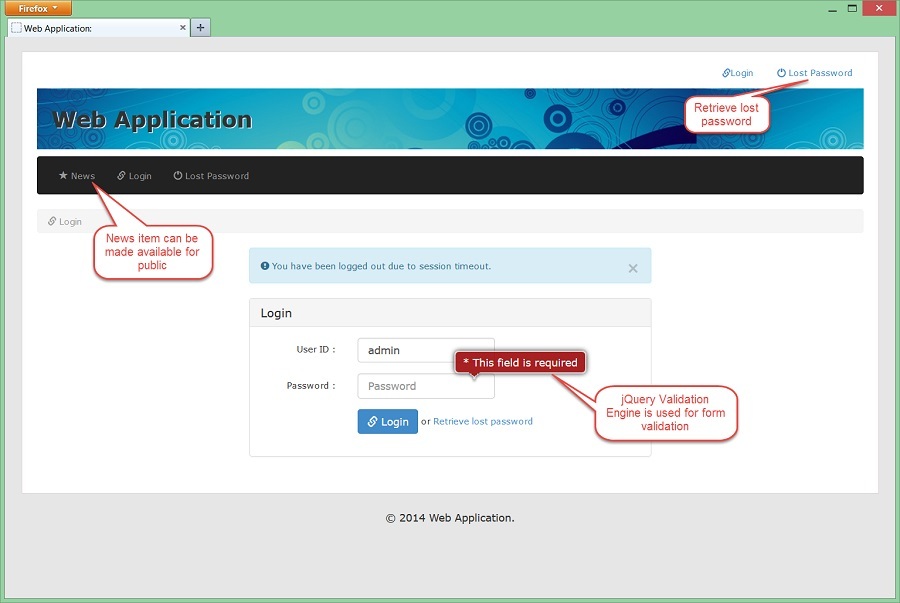 Firefox
Web Application:
Login
Lost Password
Web Application
Retrieve lost
password
News
Login
Lost Password
Login
News item can be
made available for
public
You have been logged out due to session timeout.
×
Login
User ID :
admin
* This field is required
Password :
Password
Login or Retrieve lost password
jQuery Validation
Engine is used for form
validation
© 2014 Web Application.